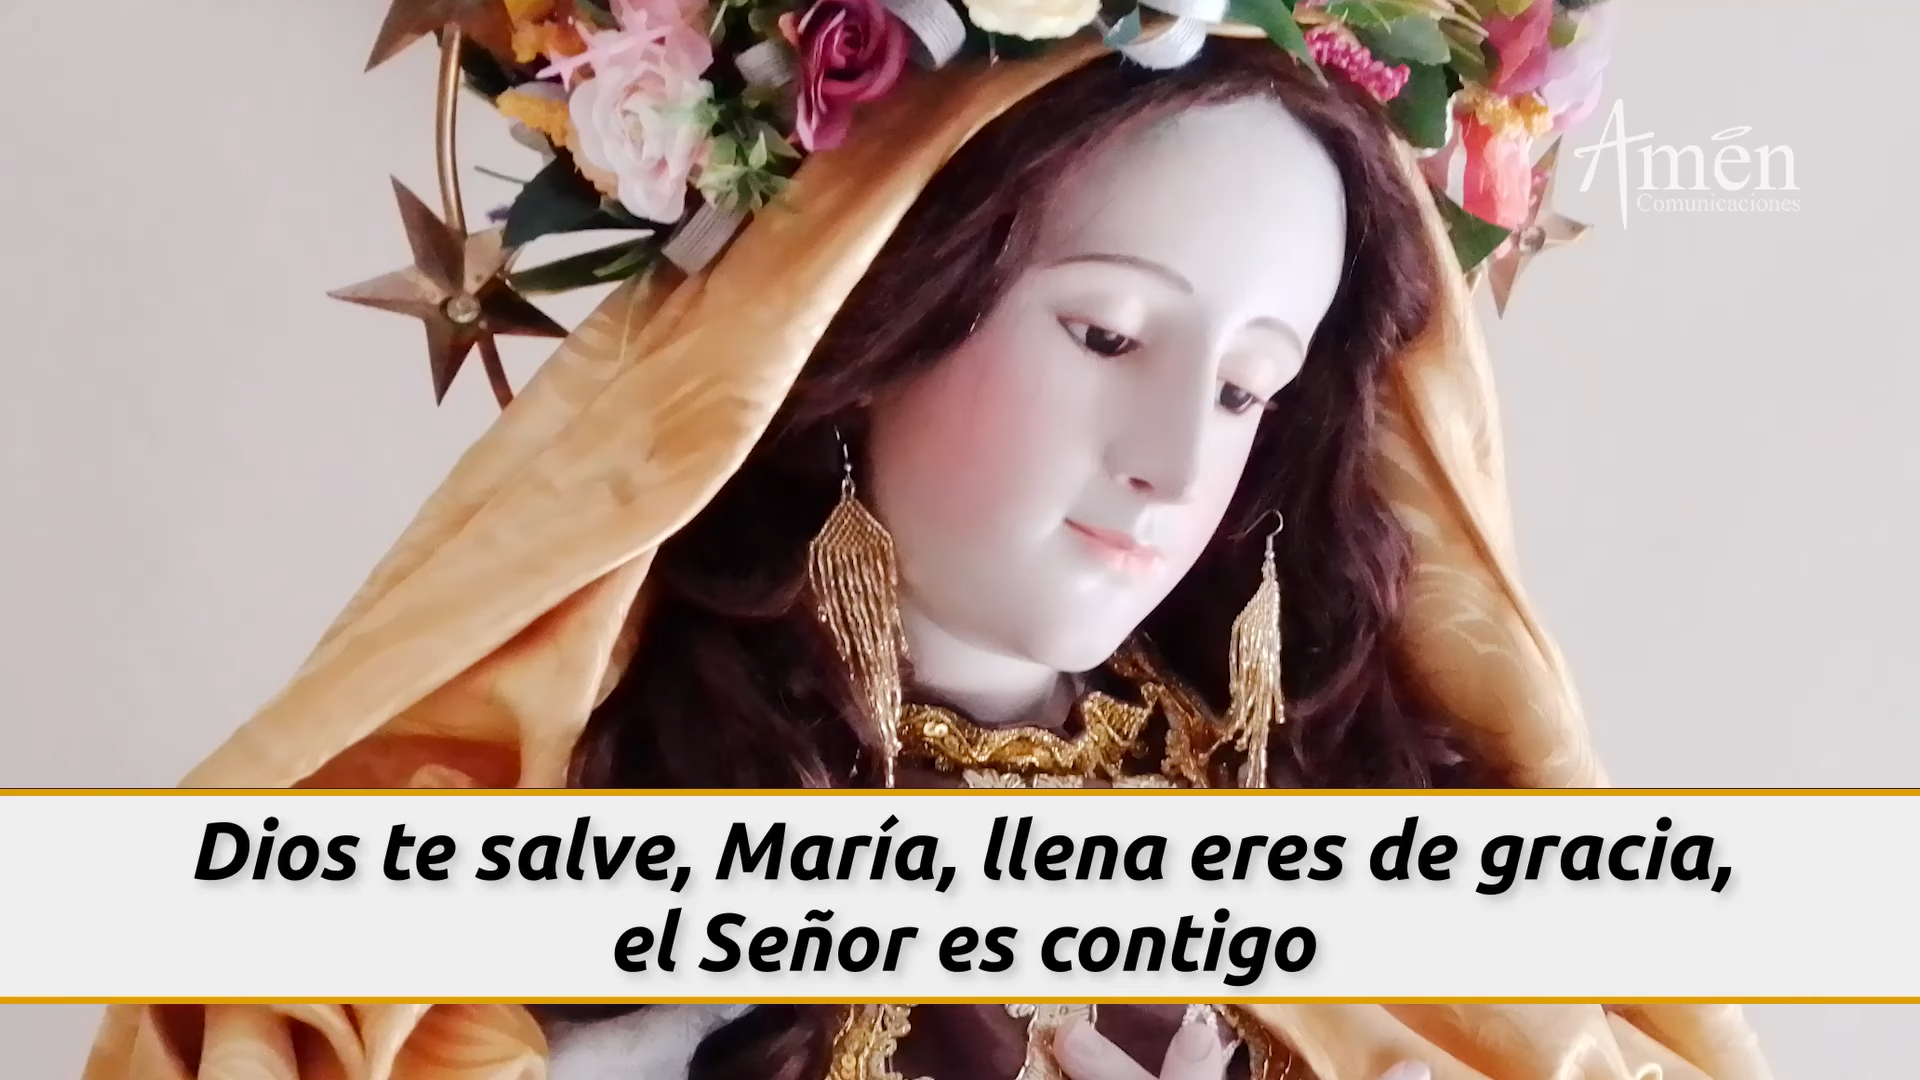 Amén
Comunicaciones
Dios te salve, María, llena eres de gracia,
el Señor es contigo